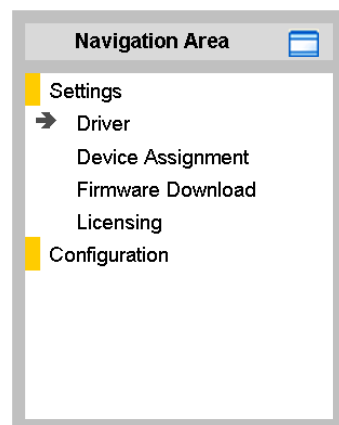 Navigation Area
Settings
Driver
Device Assignment
Firmware Download
Licensing
Configuration